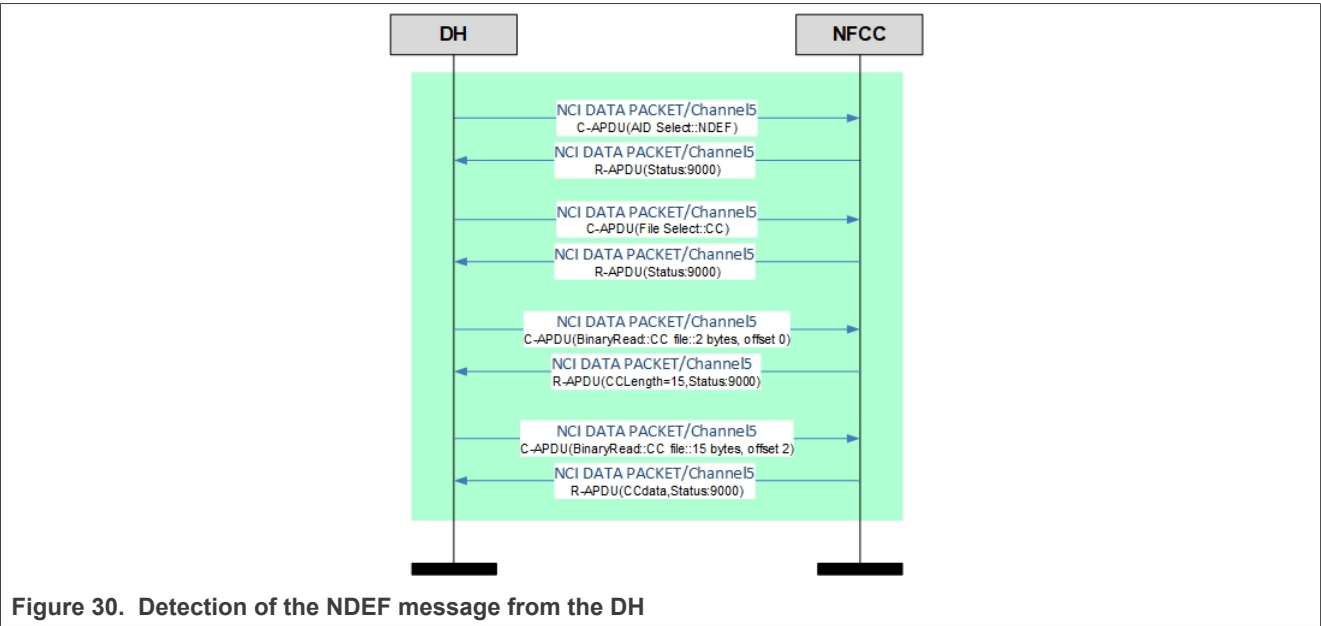 DH
NFCC
NCI DATA PACKET/Channel5
C-APDU(AID Select::NDEF)
NCI DATA PACKET/Channel5
R-APDU(Status:9000)
NCI DATA PACKET/Channel5
C-APDU(File Select::CC)
NCI DATA PACKET/Channel5
R-APDU(Status:9000)
NCI DATA PACKET/Channel5
C-APDU(BinaryRead::CC file::2 bytes, offset 0)
NCI DATA PACKET/Channel5
R-APDU(CCLength=15,Status:9000)
NCI DATA PACKET/Channel5
C-APDU(BinaryRead::CC file::15 bytes, offset 2)
NCI DATA PACKET/Channel5
R-APDU(CCdata,Status:9000)
Figure 30. Detection of the NDEF message from the DH